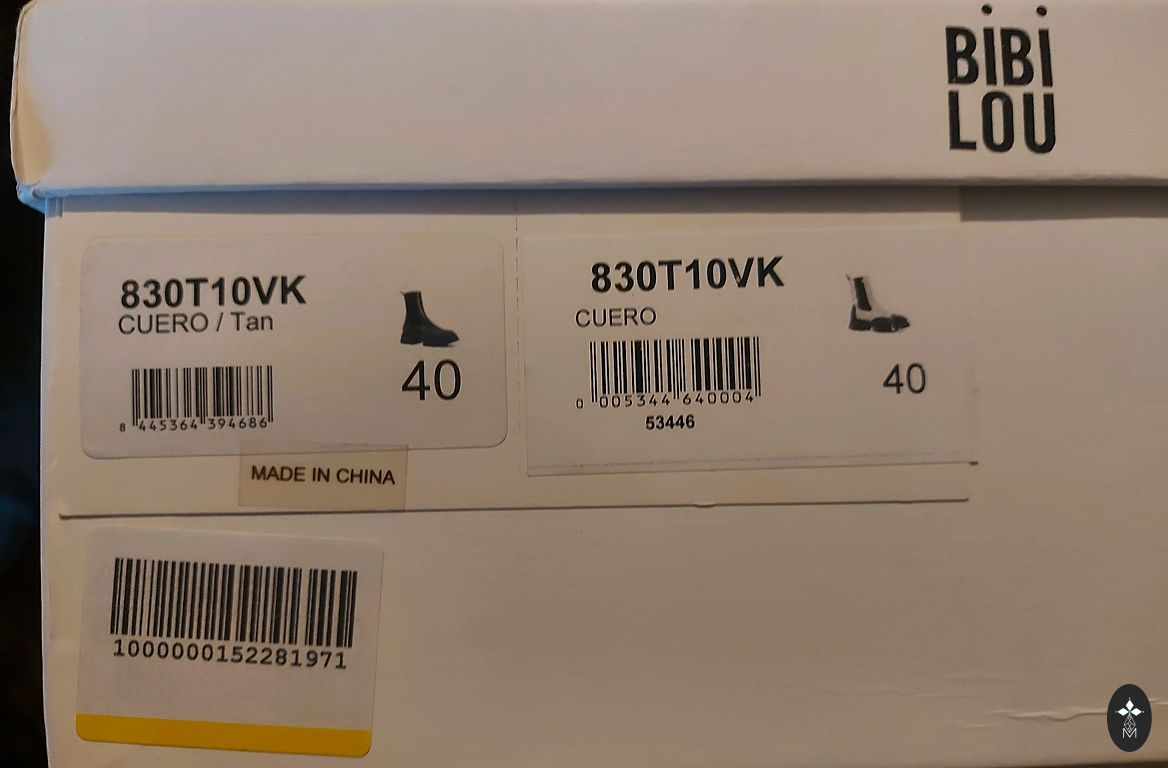 BiBi
LOU
830T10VK
CUERO / Tan
40
8 445364 394686
MADE IN CHINA
830T10VK
CUERO
0 005344 640004
53446
40
1000000152281971
M